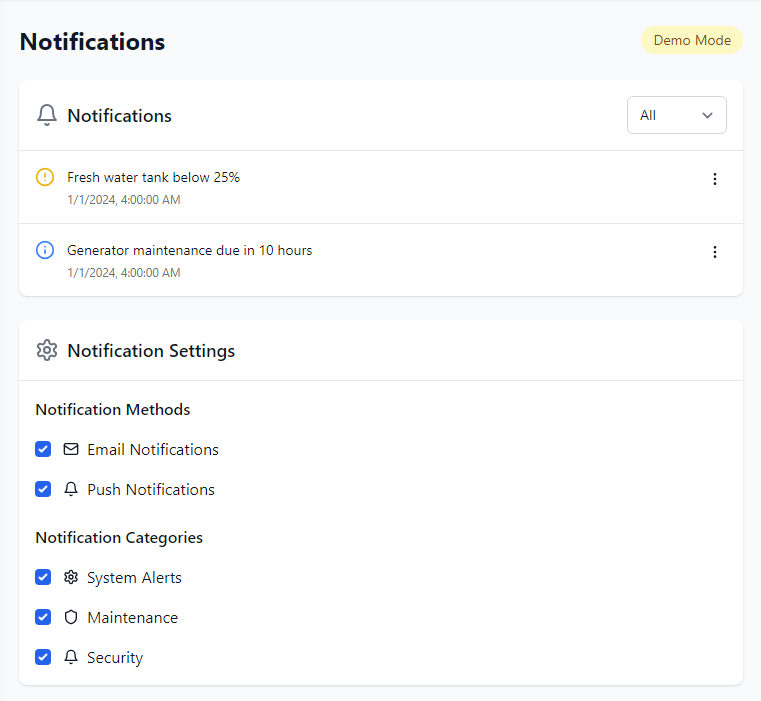 Notifications
Demo Mode
Notifications
All
Fresh water tank below 25%
1/1/2024, 4:00:00 AM
Generator maintenance due in 10 hours
1/1/2024, 4:00:00 AM
Notification Settings
Notification Methods
Email Notifications
Push Notifications
Notification Categories
System Alerts
Maintenance
Security